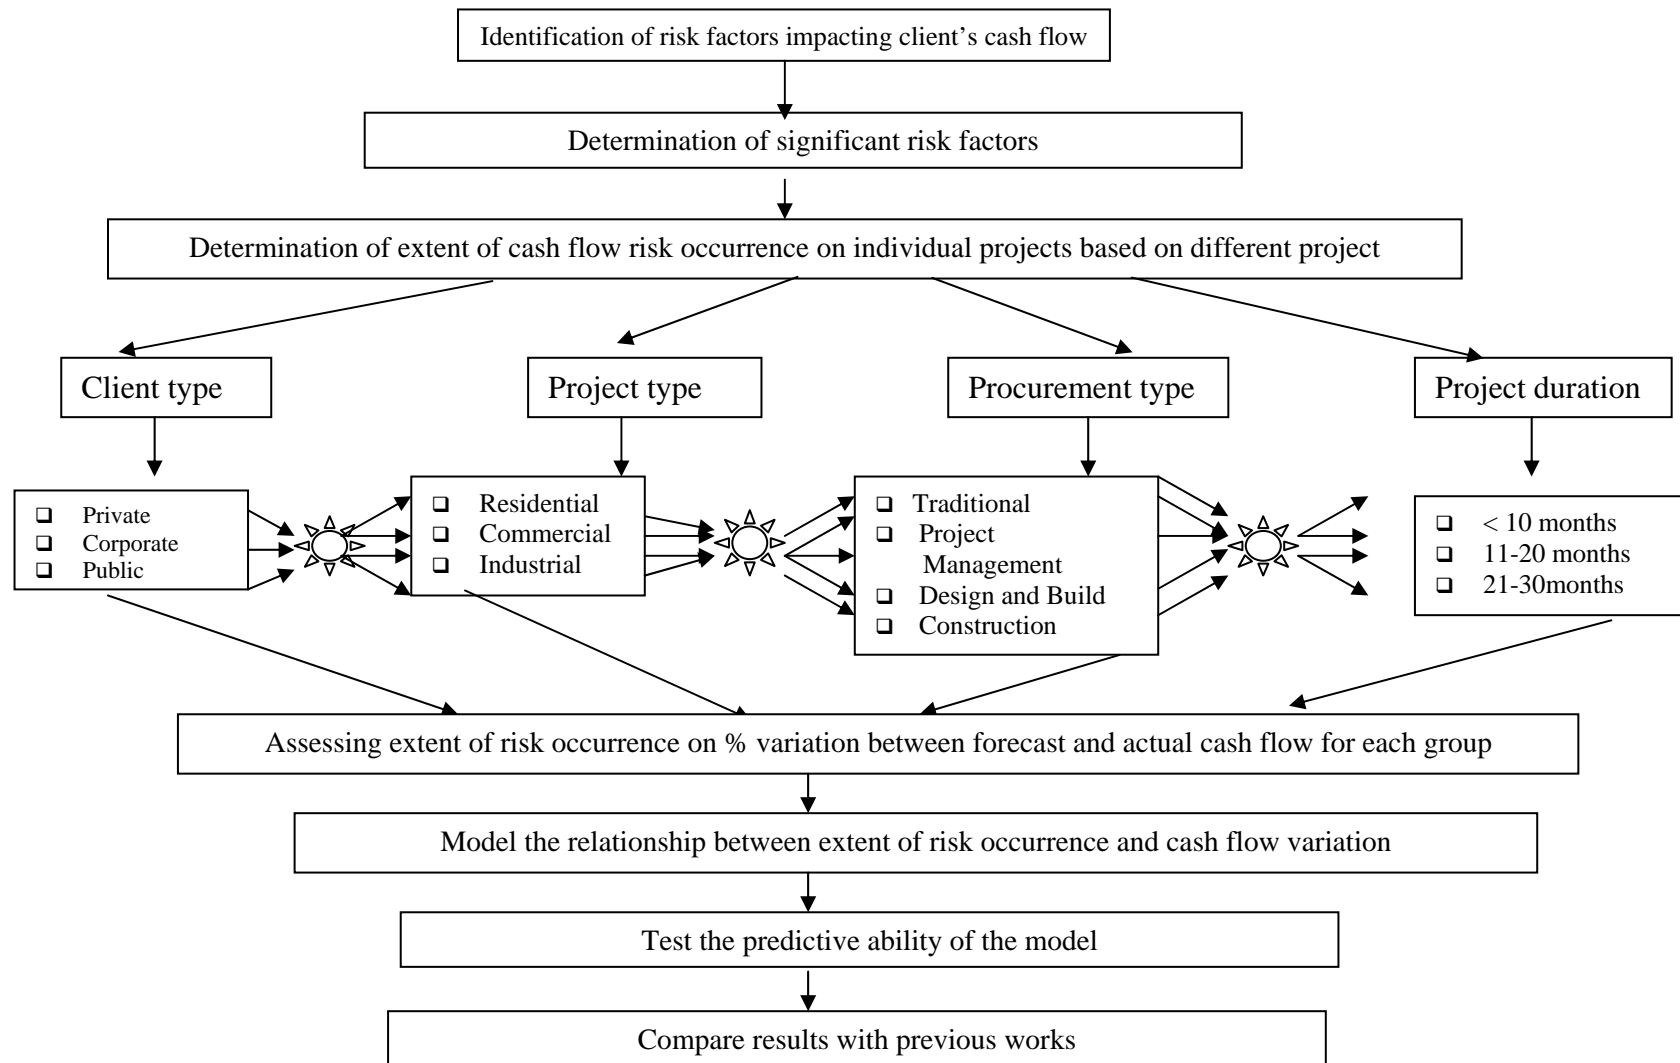 Identification of risk factors impacting client’s cash flow
Determination of significant risk factors
Determination of extent of cash flow risk occurrence on individual projects based on different project
Client type
Project type
Procurement type
Project duration
Private
Corporate
Public
Residential
Commercial
Industrial
Traditional
Project
Management
Design and Build
Construction
< 10 months
11-20 months
21-30months
Assessing extent of risk occurrence on % variation between forecast and actual cash flow for each group
Model the relationship between extent of risk occurrence and cash flow variation
Test the predictive ability of the model
Compare results with previous works